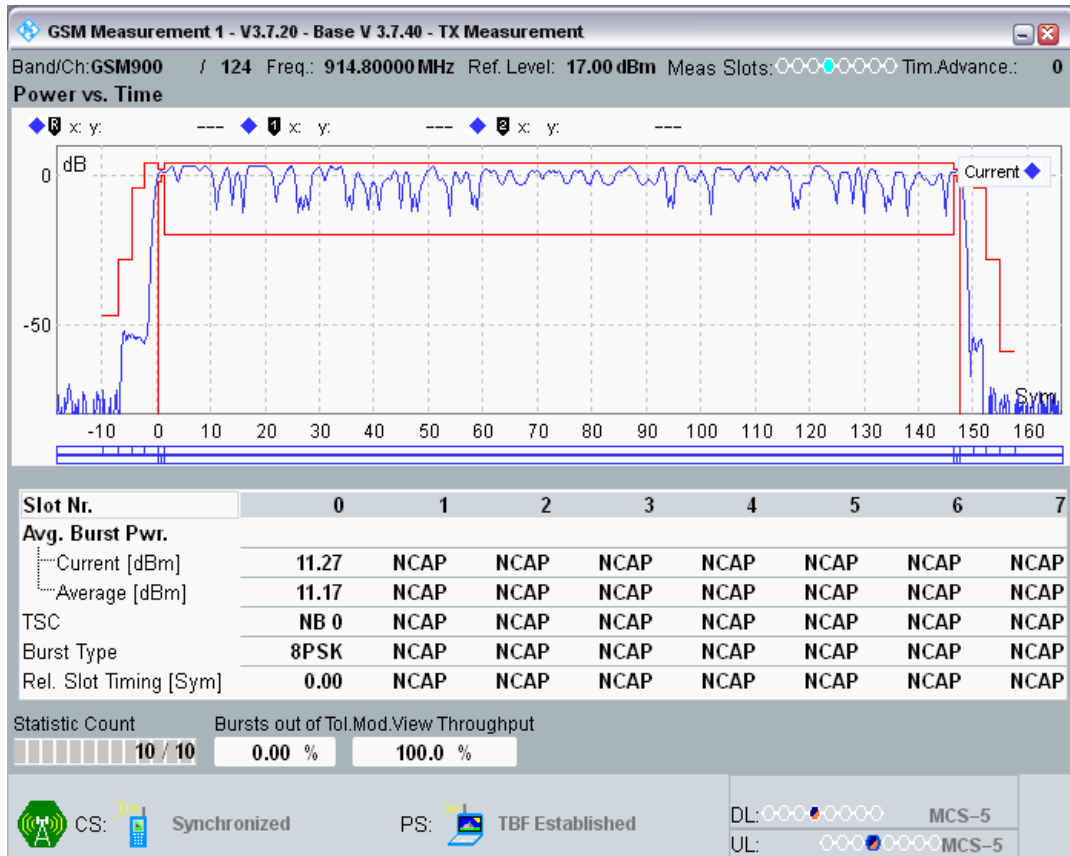 GSM Measurement 1 - V3.7.20 - Base V 3.7.40 - TX Measurement
Band/Ch:GSM900 / 124 Freq.: 914.80000 MHz Ref. Level: 17.00 dBm Meas Slots: Tim.Advance.: 0
Power vs. Time
R x: y: --- 1 x: y: --- 2 x: y: ---
dB
0
Current
-50
Sym
-10 0 10 20 30 40 50 60 70 80 90 100 110 120 130 140 150 160
Slot Nr. 0 1 2 3 4 5 6 7
Avg. Burst Pwr.
Current [dBm] 11.27 NCAP NCAP NCAP NCAP NCAP NCAP NCAP
Average [dBm] 11.17 NCAP NCAP NCAP NCAP NCAP NCAP NCAP
TSC NB 0 NCAP NCAP NCAP NCAP NCAP NCAP NCAP
Burst Type 8PSK NCAP NCAP NCAP NCAP NCAP NCAP NCAP
Rel. Slot Timing [Sym] 0.00 NCAP NCAP NCAP NCAP NCAP NCAP NCAP
Statistic Count Bursts out of Tol. Mod.View Throughput
10 / 10 0.00 % 100.0 %
CS: Synchronized PS: TBF Established DL: MCS-5
UL: MCS-5